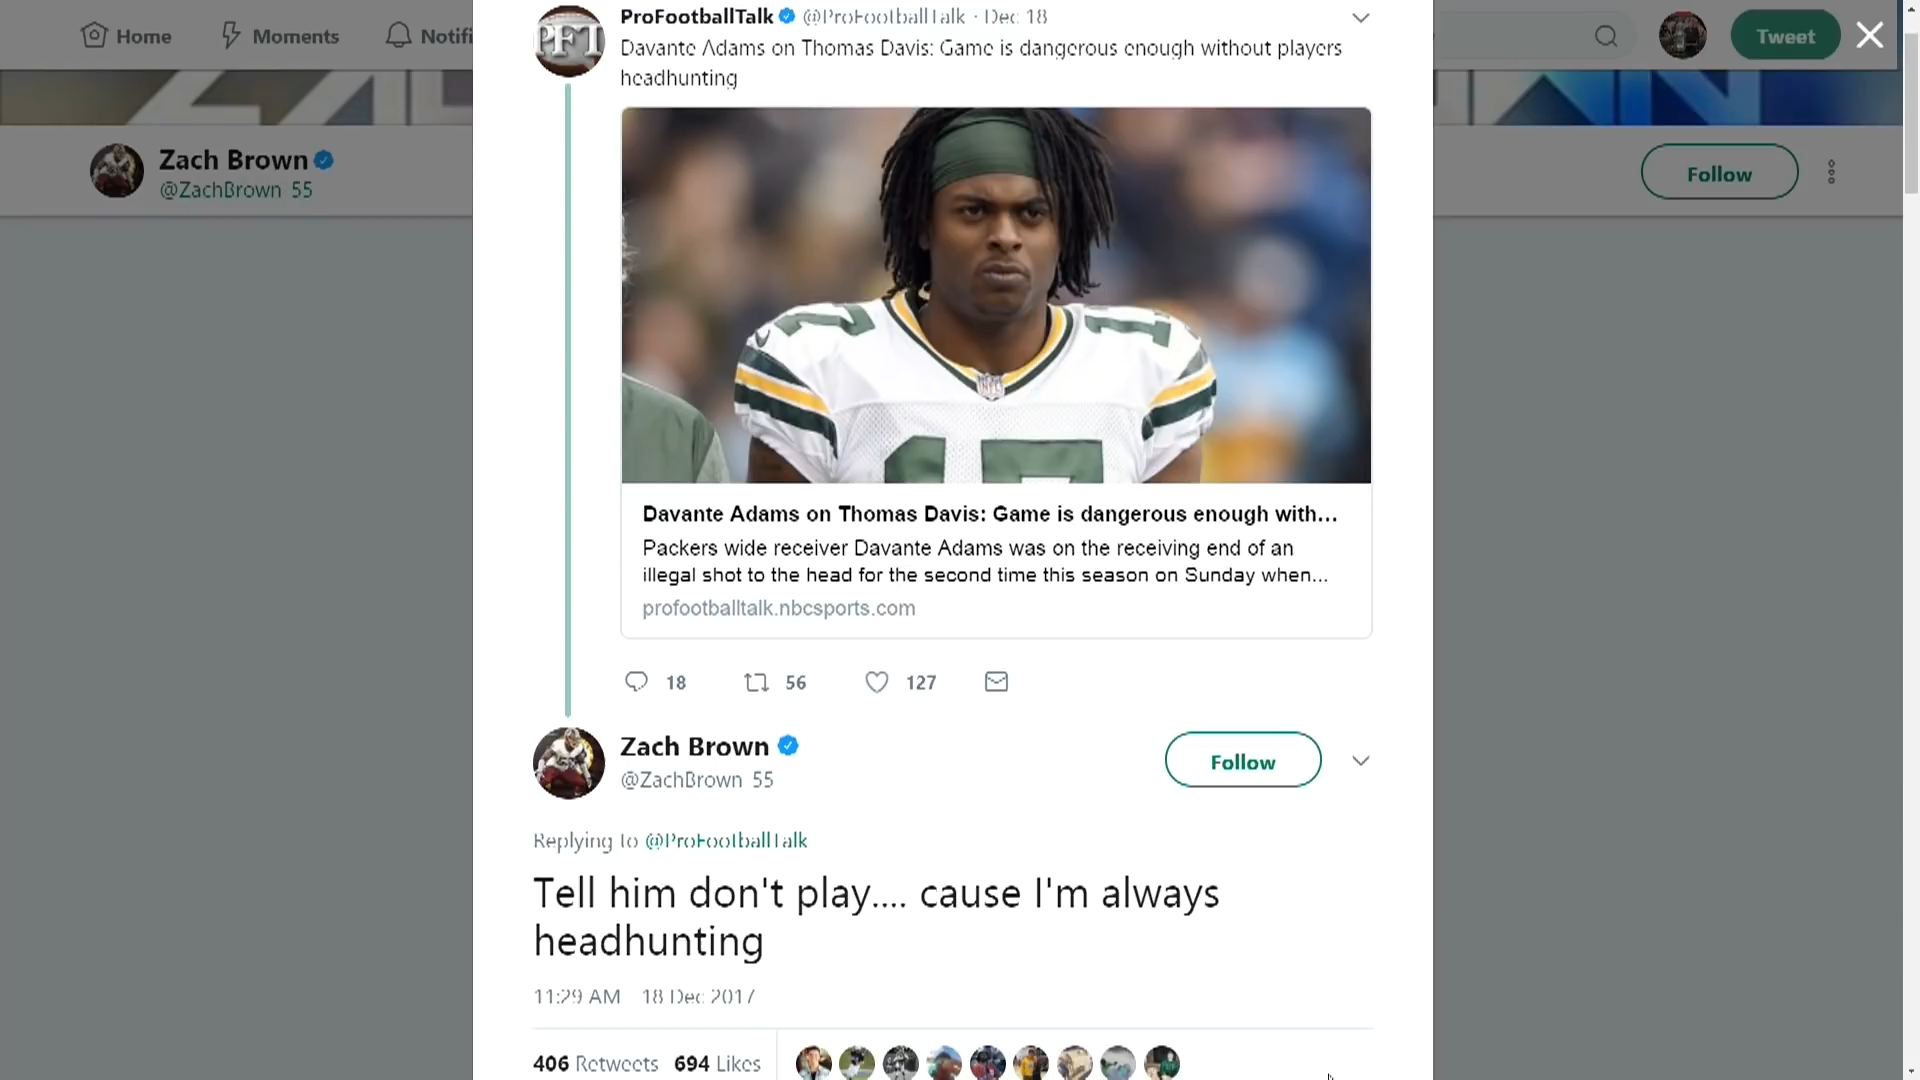 ProFootballTalk @ProFootballTalk · Dec 18
Home Moments Notifi Tweet
Davante Adams on Thomas Davis: Game is dangerous enough without players
headhunting
PFT
Zach Brown
@ZachBrown_55
Follow
17
Davante Adams on Thomas Davis: Game is dangerous enough with...
Packers wide receiver Davante Adams was on the receiving end of an
illegal shot to the head for the second time this season on Sunday when...
profootballtalk.nbcsports.com
18 56 127
Zach Brown
@ZachBrown_55
Follow
Replying to @ProFootballTalk
Tell him don't play.... cause I'm always
headhunting
11:29 AM 18 Dec 2017
406 Retweets 694 Likes